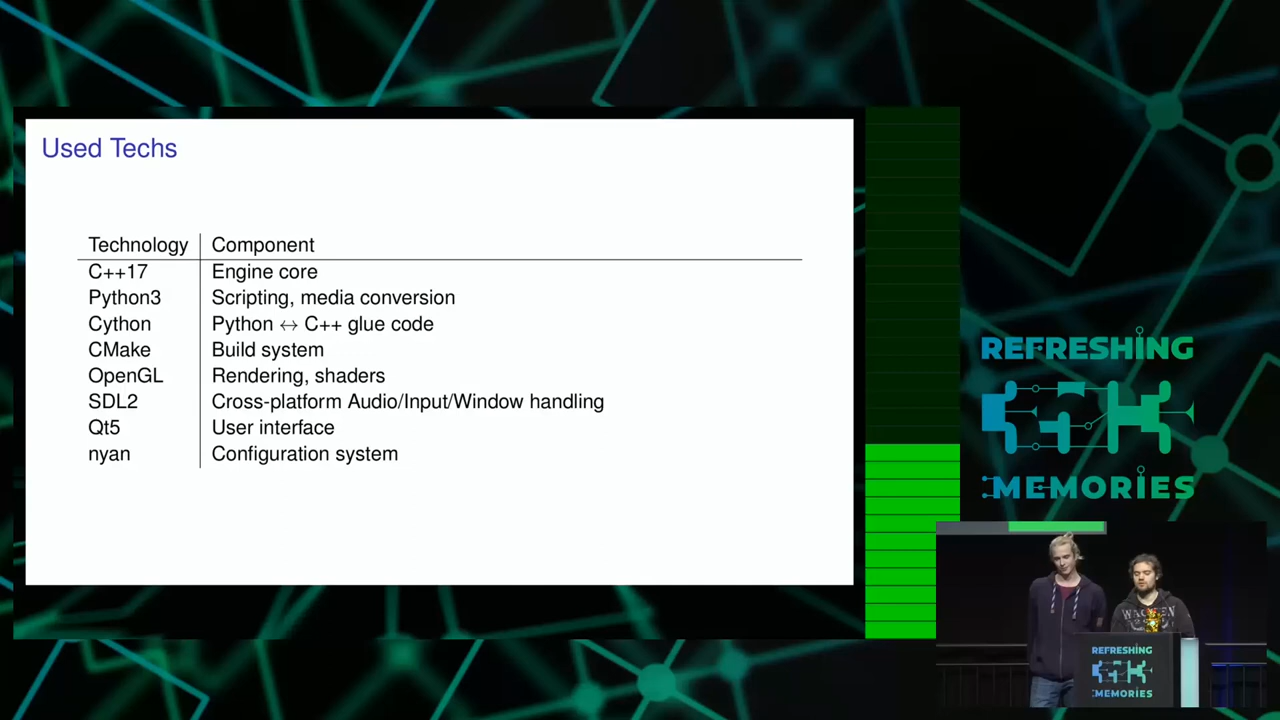 Used Techs
Technology Component
C++17 Engine core
Python3 Scripting, media conversion
Cython Python ↔ C++ glue code
CMake Build system
OpenGL Rendering, shaders
SDL2 Cross-platform Audio/Input/Window handling
Qt5 User interface
nyan Configuration system
REFRESHING
MEMORIES
WACKEN
REFRESHING
MEMORIES